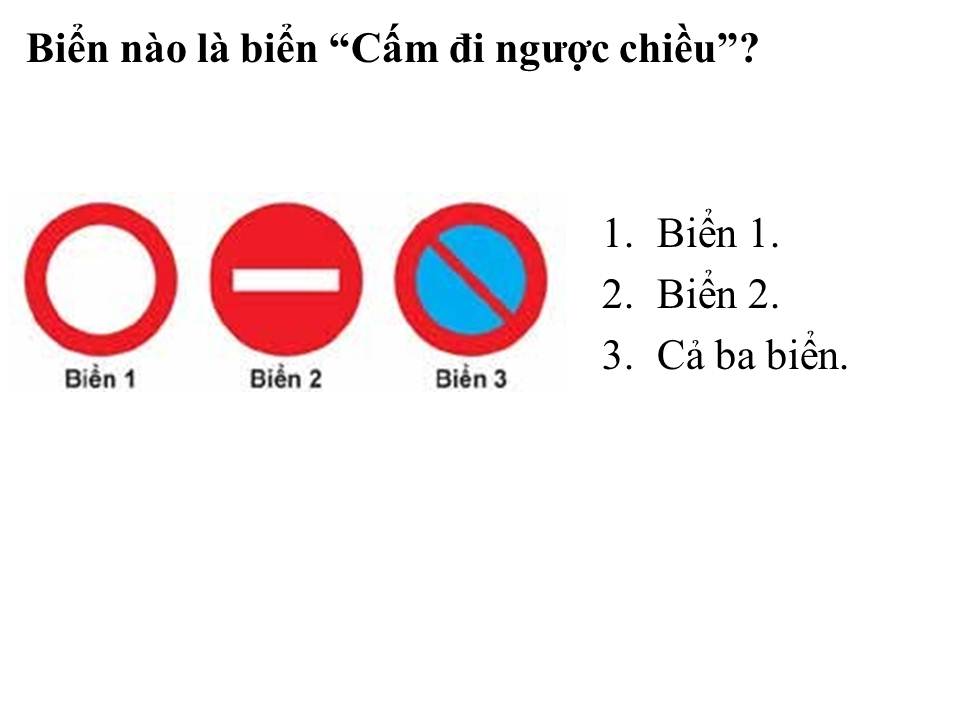 Biển nào là biển “Cấm đi ngược chiều”?
Biển 1 Biển 2 Biển 3
1. Biển 1.
2. Biển 2.
3. Cả ba biển.